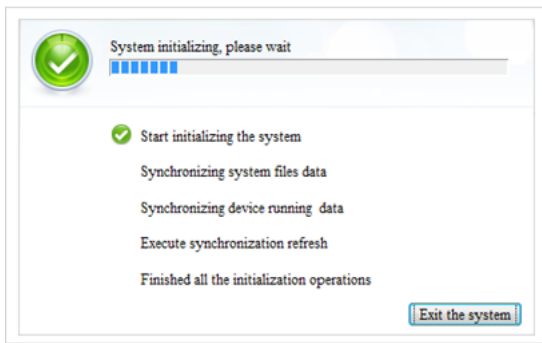 System initializing, please wait
Start initializing the system
Synchronizing system files data
Synchronizing device running data
Execute synchronization refresh
Finished all the initialization operations
Exit the system